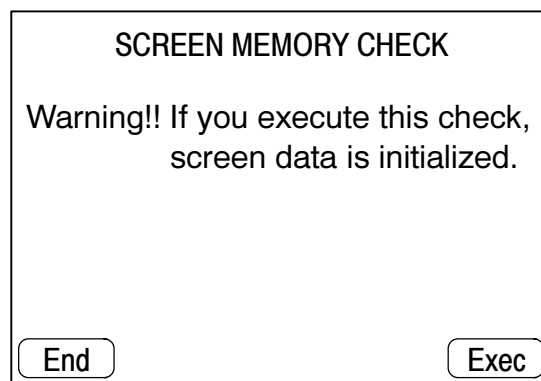 SCREEN MEMORY CHECK
Warning!! If you execute this check,
screen data is initialized.
End
Exec